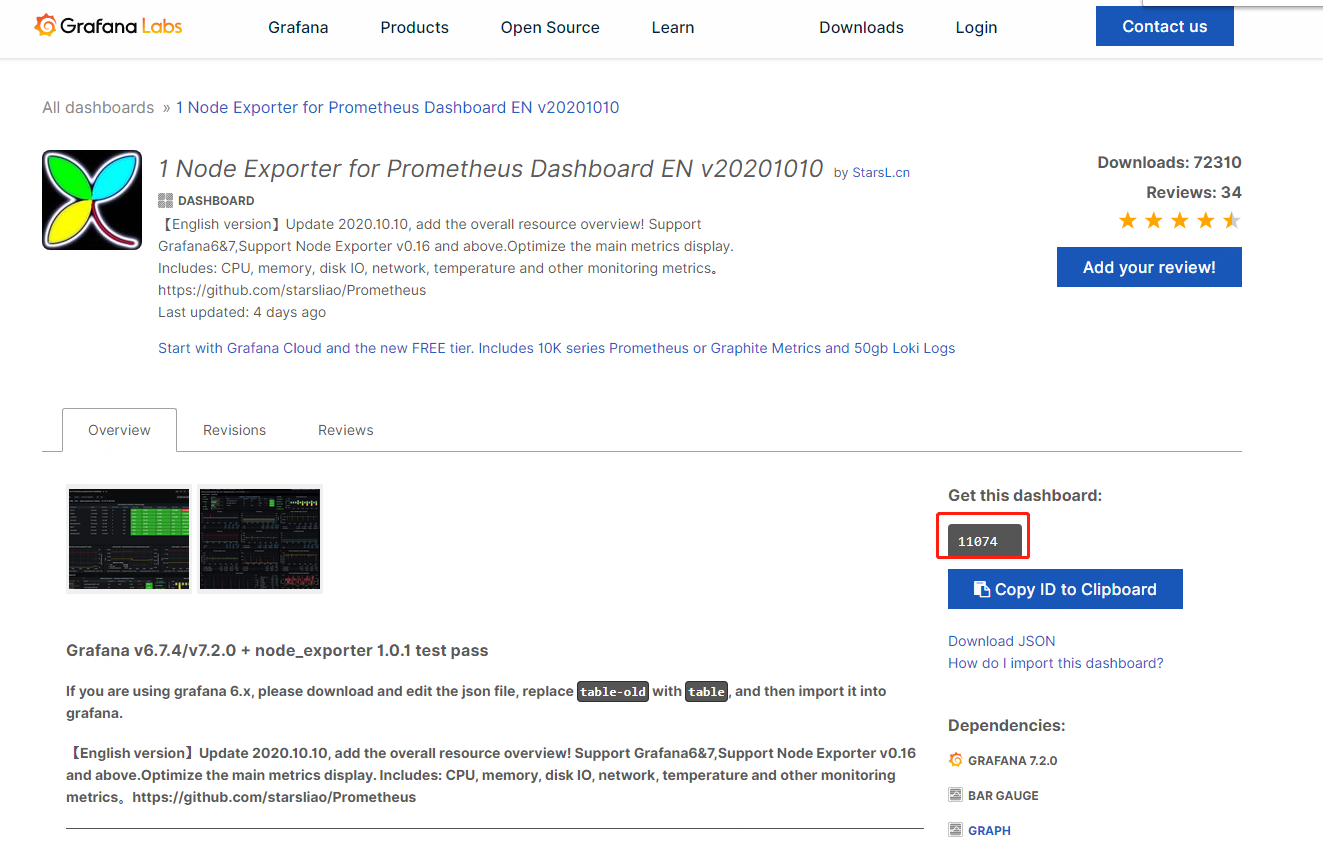 Grafana Labs
Grafana Products Open Source Learn Downloads Login Contact us
All dashboards » 1 Node Exporter for Prometheus Dashboard EN v20201010
1 Node Exporter for Prometheus Dashboard EN v20201010 by StarsL.cn
DASHBOARD
【English version】Update 2020.10.10, add the overall resource overview! Support
Grafana6&7,Support Node Exporter v0.16 and above.Optimize the main metrics display.
Includes: CPU, memory, disk IO, network, temperature and other monitoring metrics。
https://github.com/starsliao/Prometheus
Last updated: 4 days ago
Start with Grafana Cloud and the new FREE tier. Includes 10K series Prometheus or Graphite Metrics and 50gb Loki Logs
Downloads: 72310
Reviews: 34
Add your review!
Overview Revisions Reviews
Grafana v6.7.4/v7.2.0 + node_exporter 1.0.1 test pass
If you are using grafana 6.x, please download and edit the json file, replace table-old with table, and then import it into
grafana.
【English version】Update 2020.10.10, add the overall resource overview! Support Grafana6&7,Support Node Exporter v0.16
and above.Optimize the main metrics display. Includes: CPU, memory, disk IO, network, temperature and other monitoring
metrics。https://github.com/starsliao/Prometheus
Get this dashboard:
11074
Copy ID to Clipboard
Download JSON
How do I import this dashboard?
Dependencies:
GRAFANA 7.2.0
BAR GAUGE
GRAPH